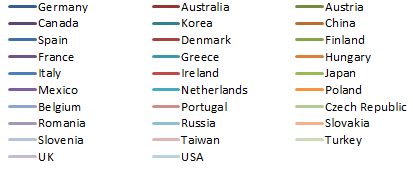 Germany Australia Austria
Canada Korea China
Spain Denmark Finland
France Greece Hungary
Italy Ireland Japan
Mexico Netherlands Poland
Belgium Portugal Czech Republic
Romania Russia Slovakia
Slovenia Taiwan Turkey
UK USA